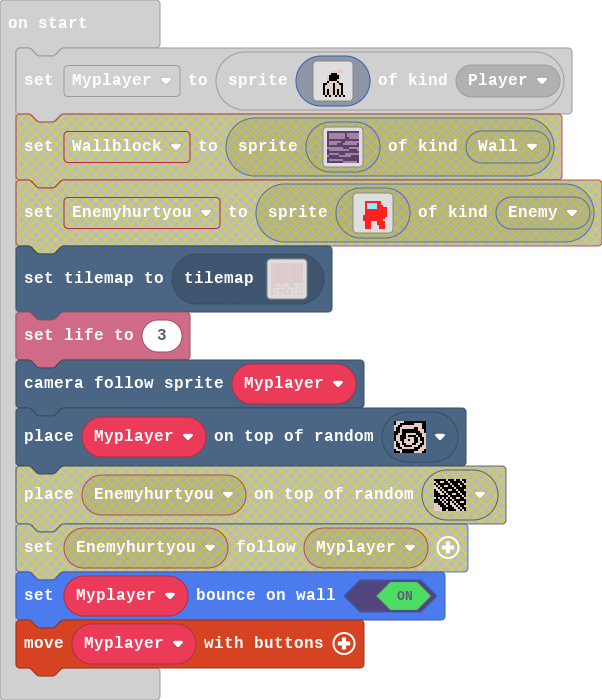 on start
set Myplayer to sprite of kind Player
set Wallblock to sprite of kind Wall
set Enemyhurtyou to sprite of kind Enemy
set tilemap to tilemap
set life to 3
camera follow sprite Myplayer
place Myplayer on top of random
place Enemyhurtyou on top of random
set Enemyhurtyou follow Myplayer
set Myplayer bounce on wall ON
move Myplayer with buttons